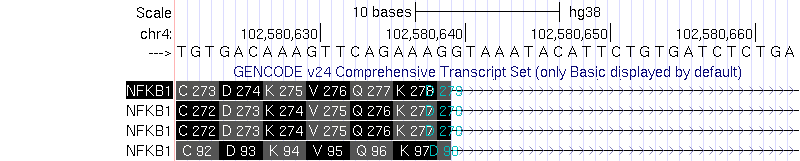 Scale 10 bases hg38
chr4: 102,580,630 102,580,640 102,580,650 102,580,660
---> T G T G A C A A A G T T C A G A A A G G T A A A T A C A T T C T G T G A T C T C T G A
GENCODE v24 Comprehensive Transcript Set (only Basic displayed by default)
NFKB1 C 273 D 274 K 275 V 276 Q 277 K 278
NFKB1 C 272 D 273 K 274 V 275 Q 276 K 277
NFKB1 C 272 D 273 K 274 V 275 Q 276 K 277
NFKB1 C 92 D 93 K 94 V 95 Q 96 K 97